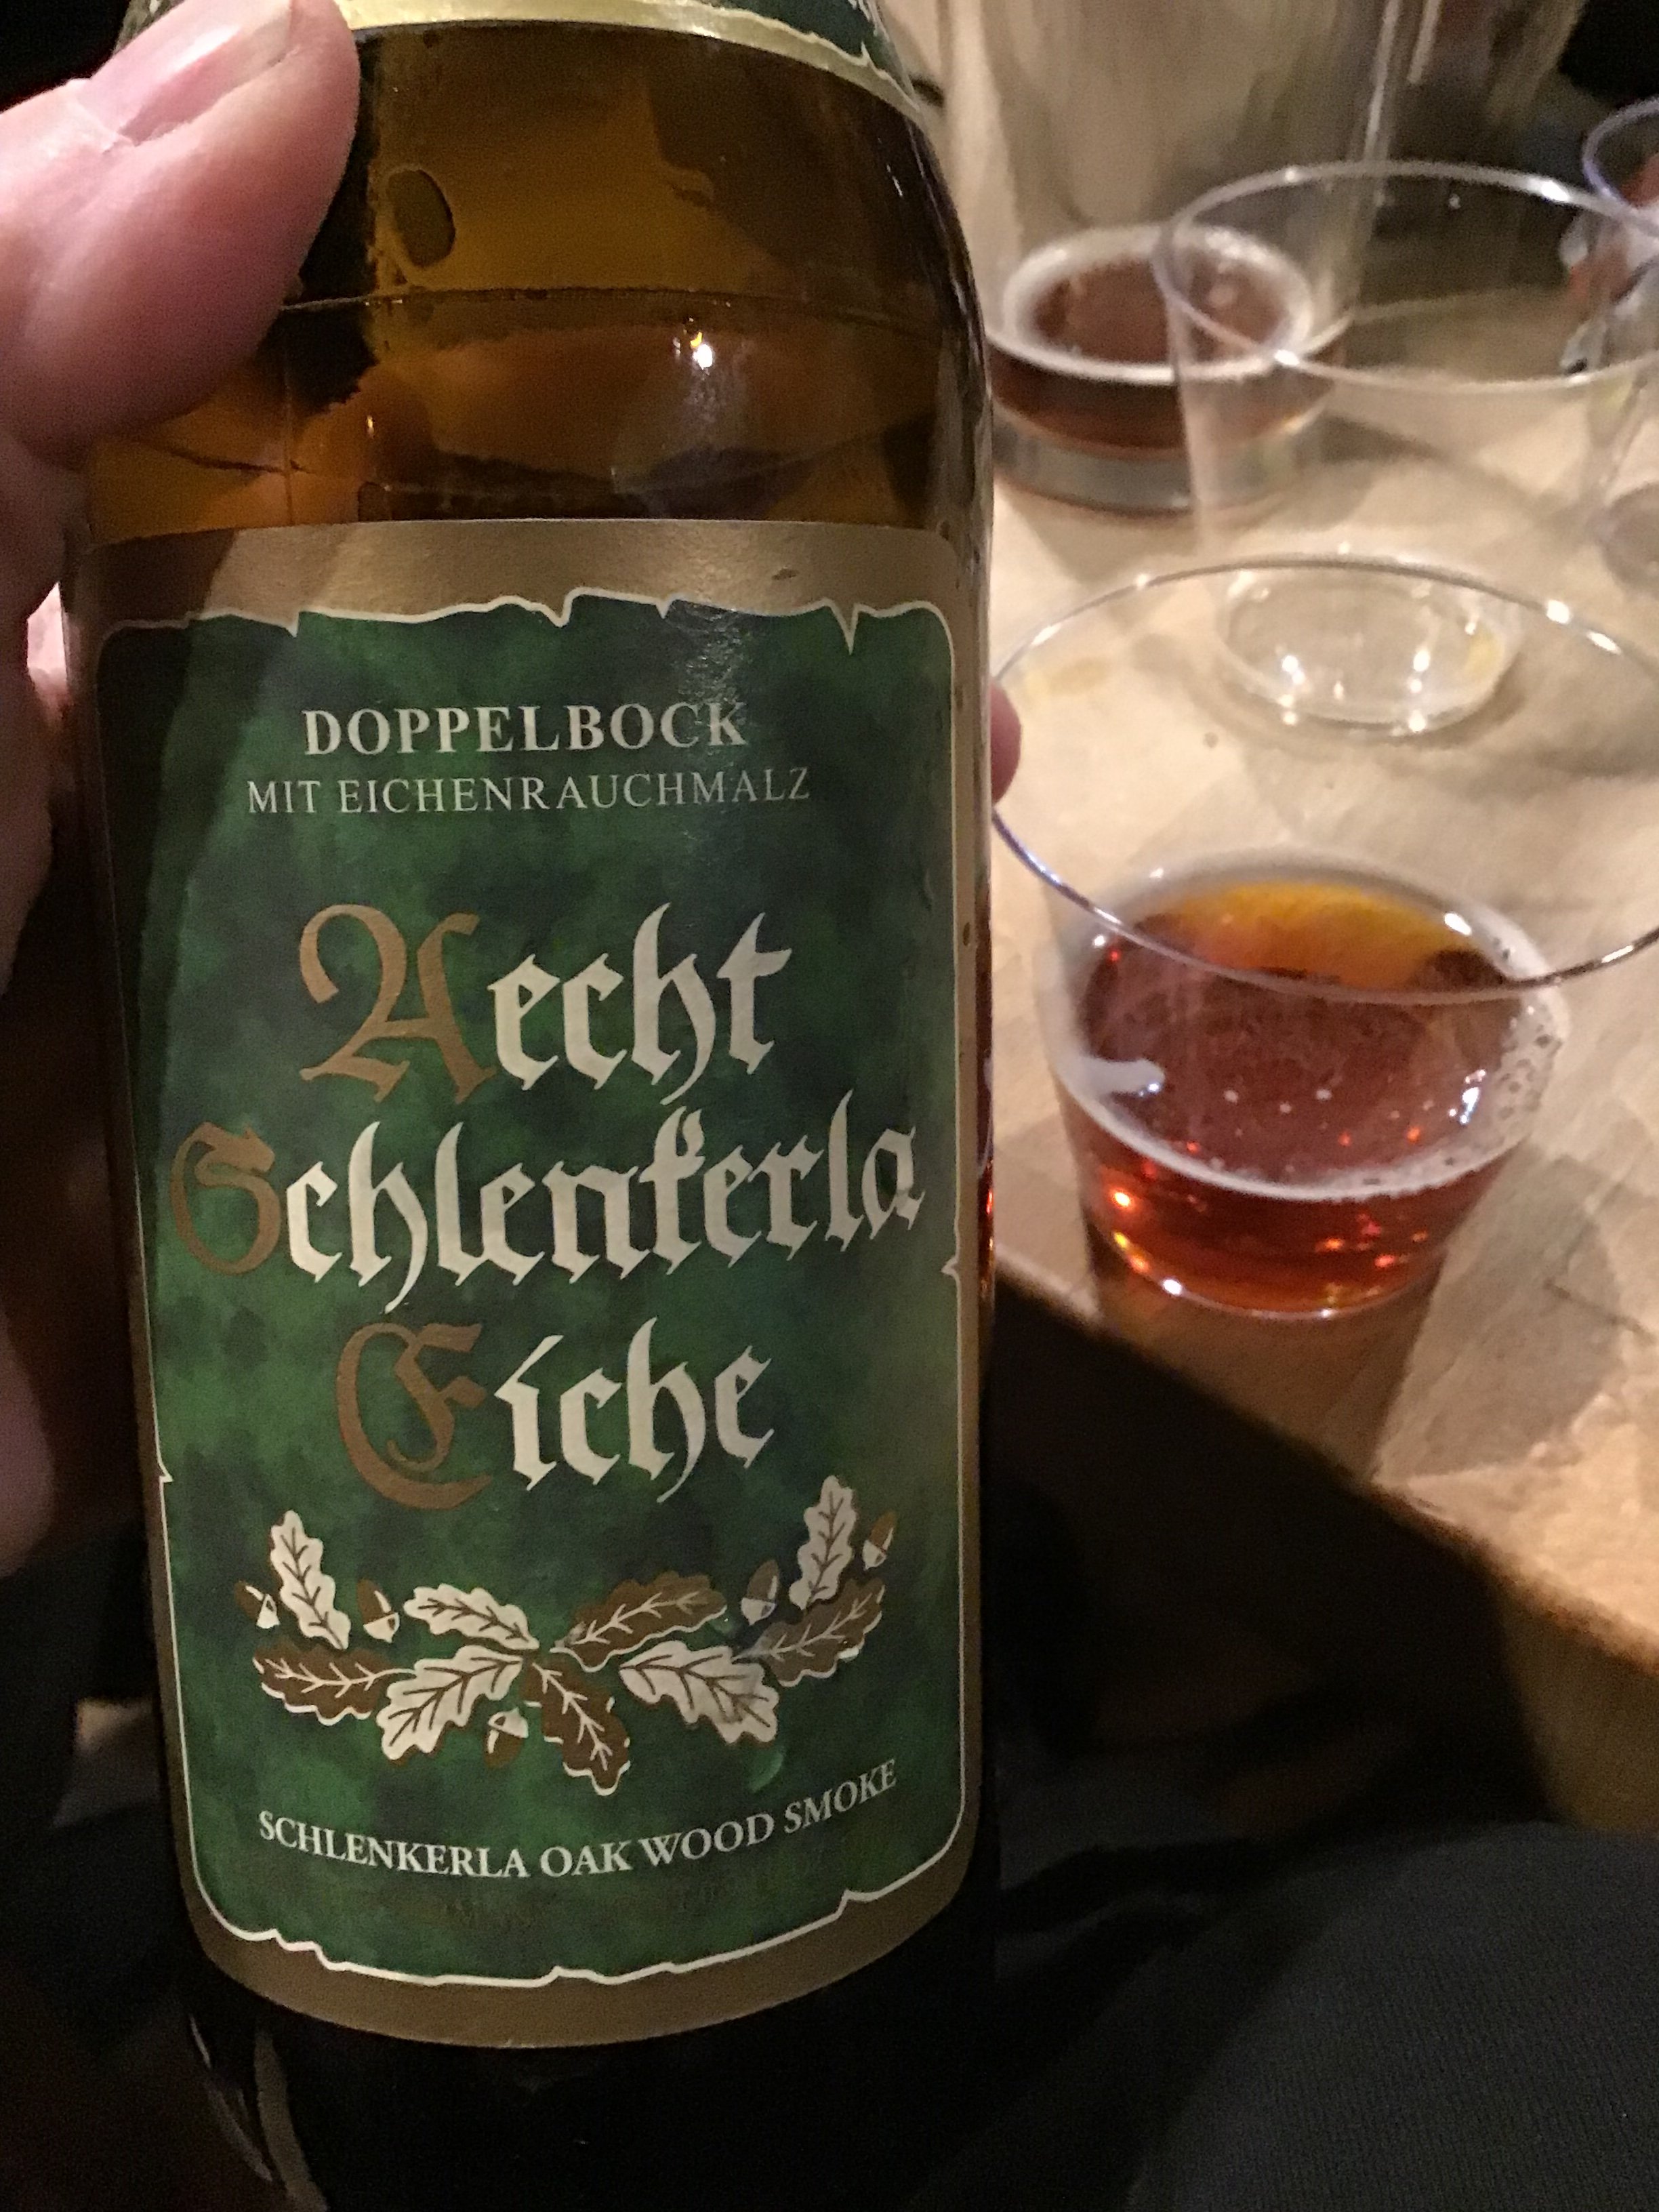 DOPPELBOCK
MIT EICHENRAUCHMALZ
Aecht
Schlenkerla
Eiche
SCHLENKERLA OAK WOOD SMOKE